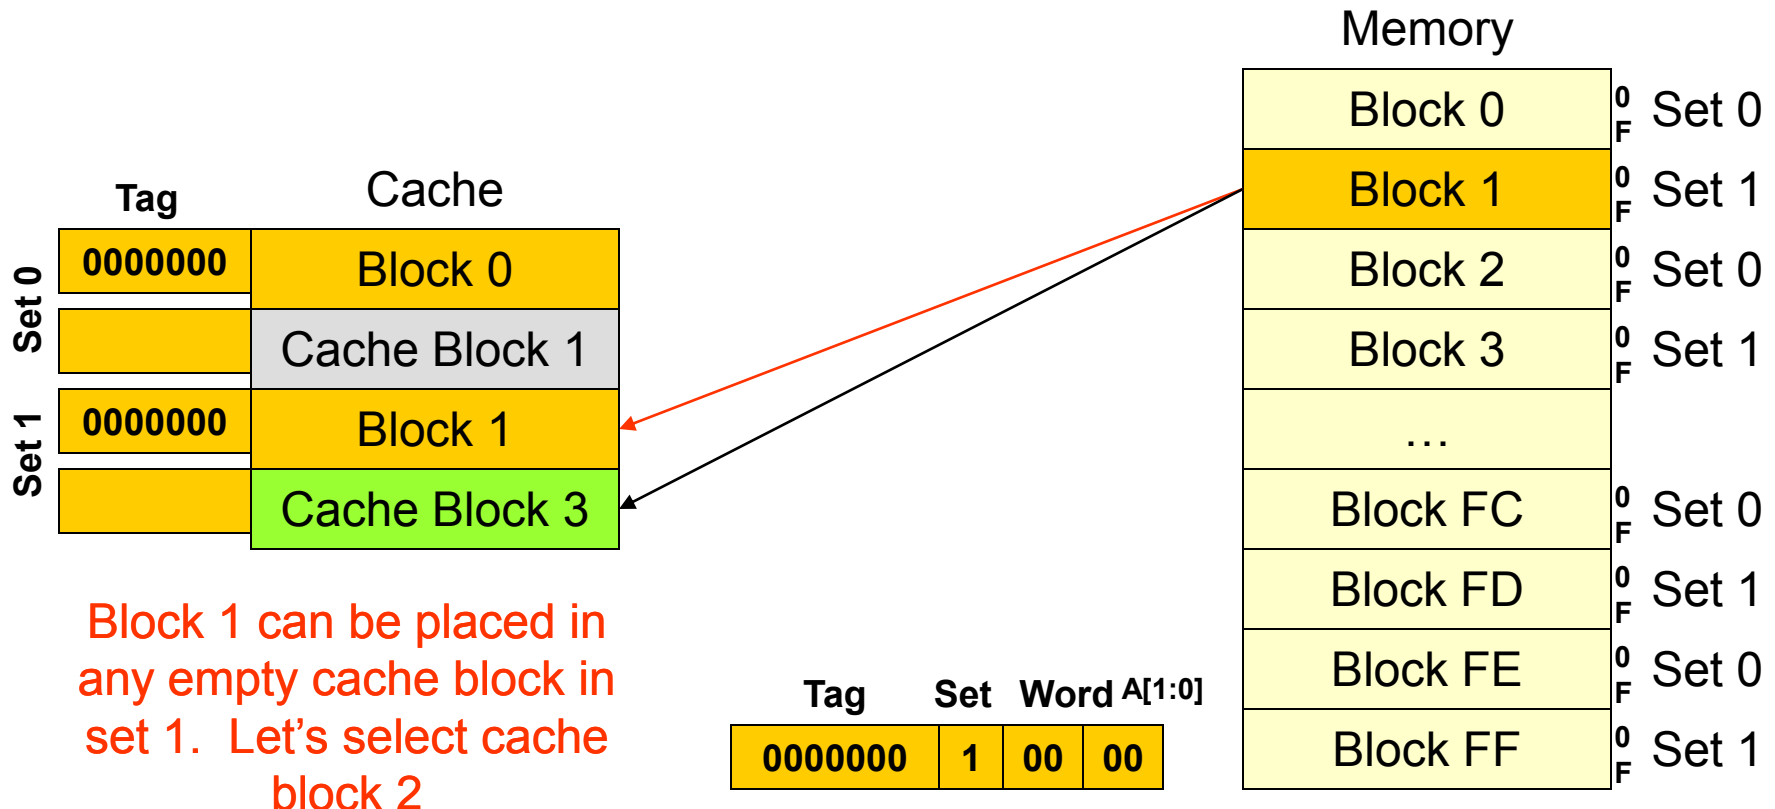 Memory
Block 0
0
F
Set 0
Block 1
0
F
Set 1
Block 2
0
F
Set 0
Block 3
0
F
Set 1
…
Block FC
0
F
Set 0
Block FD
0
F
Set 1
Block FE
0
F
Set 0
Block FF
0
F
Set 1
Tag
Cache
Set 0
0000000
Block 0
Cache Block 1
Set 1
0000000
Block 1
Cache Block 3
Block 1 can be placed in
any empty cache block in
set 1.  Let’s select cache
block 2
Tag Set Word A[1:0]
0000000 1 00 00